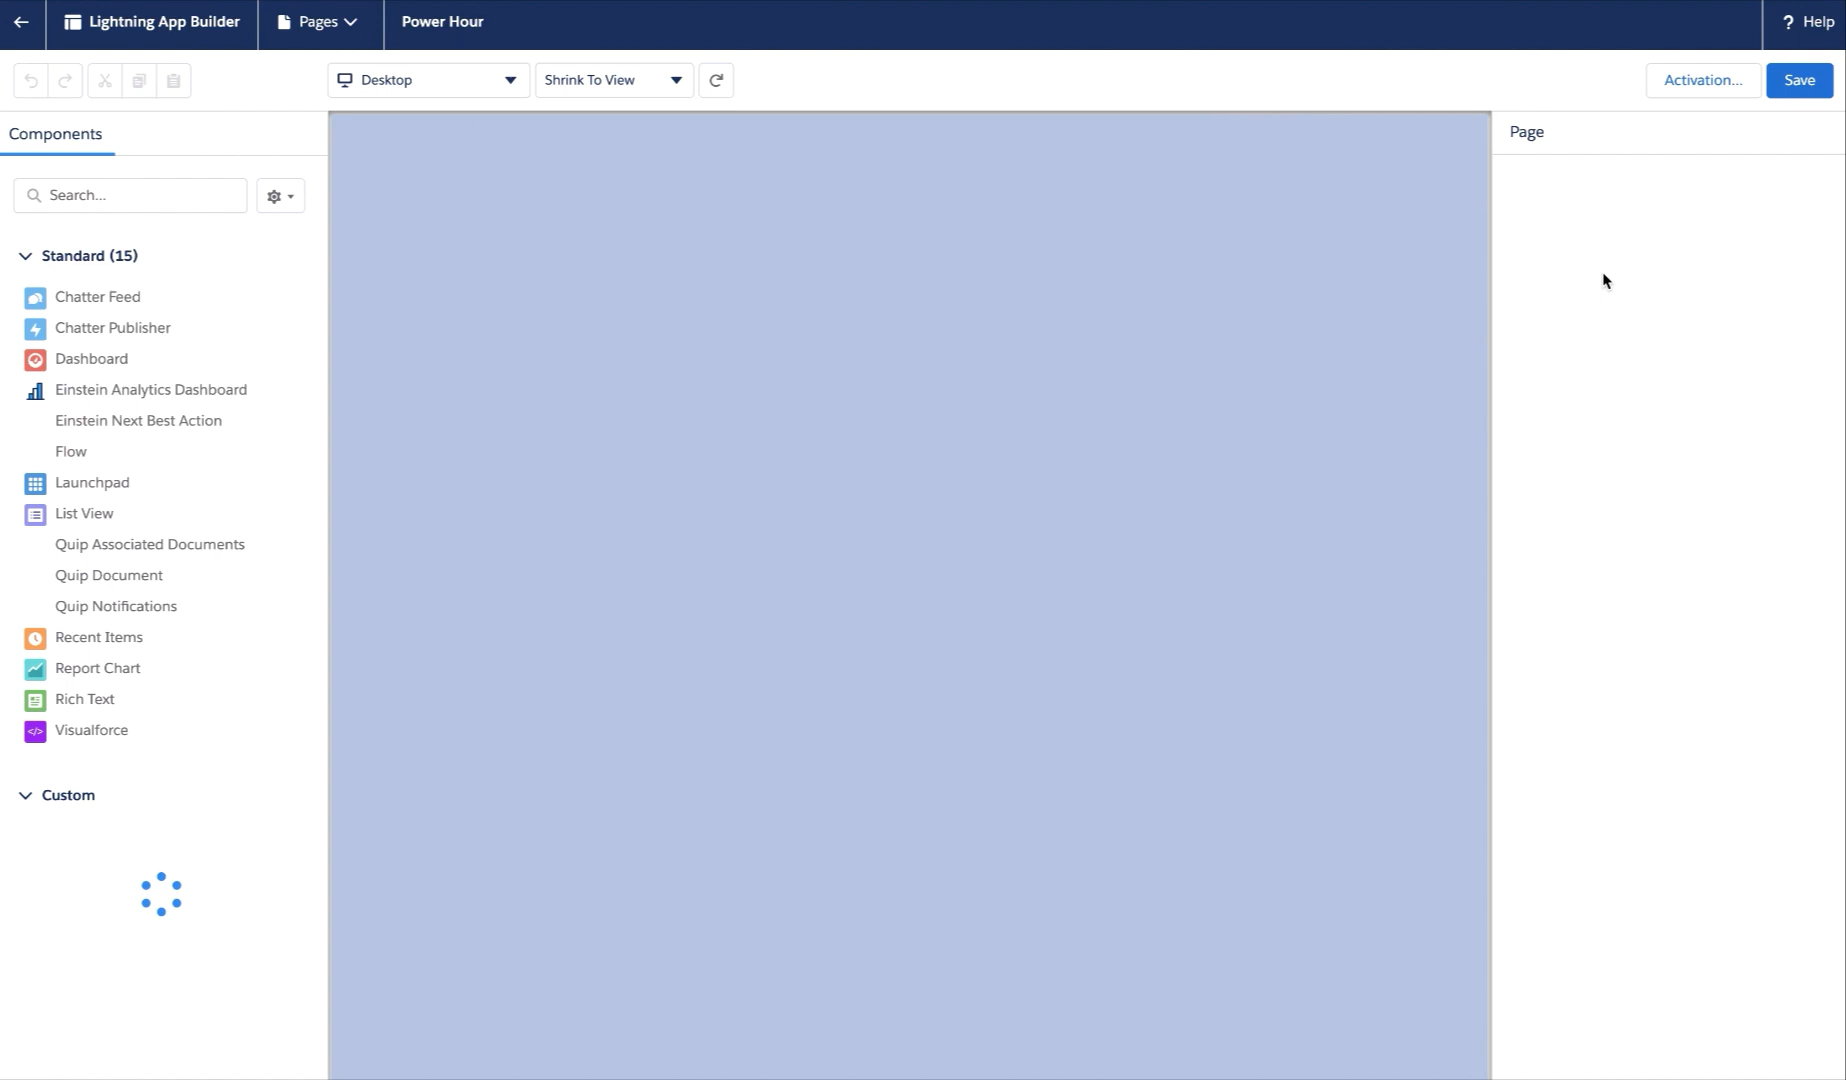 Lightning App Builder
Pages
Power Hour
? Help
Desktop
Shrink To View
Activation...
Save
Components
Page
Search...
Standard (15)
Chatter Feed
Chatter Publisher
Dashboard
Einstein Analytics Dashboard
Einstein Next Best Action
Flow
Launchpad
List View
Quip Associated Documents
Quip Document
Quip Notifications
Recent Items
Report Chart
Rich Text
</> Visualforce
Custom